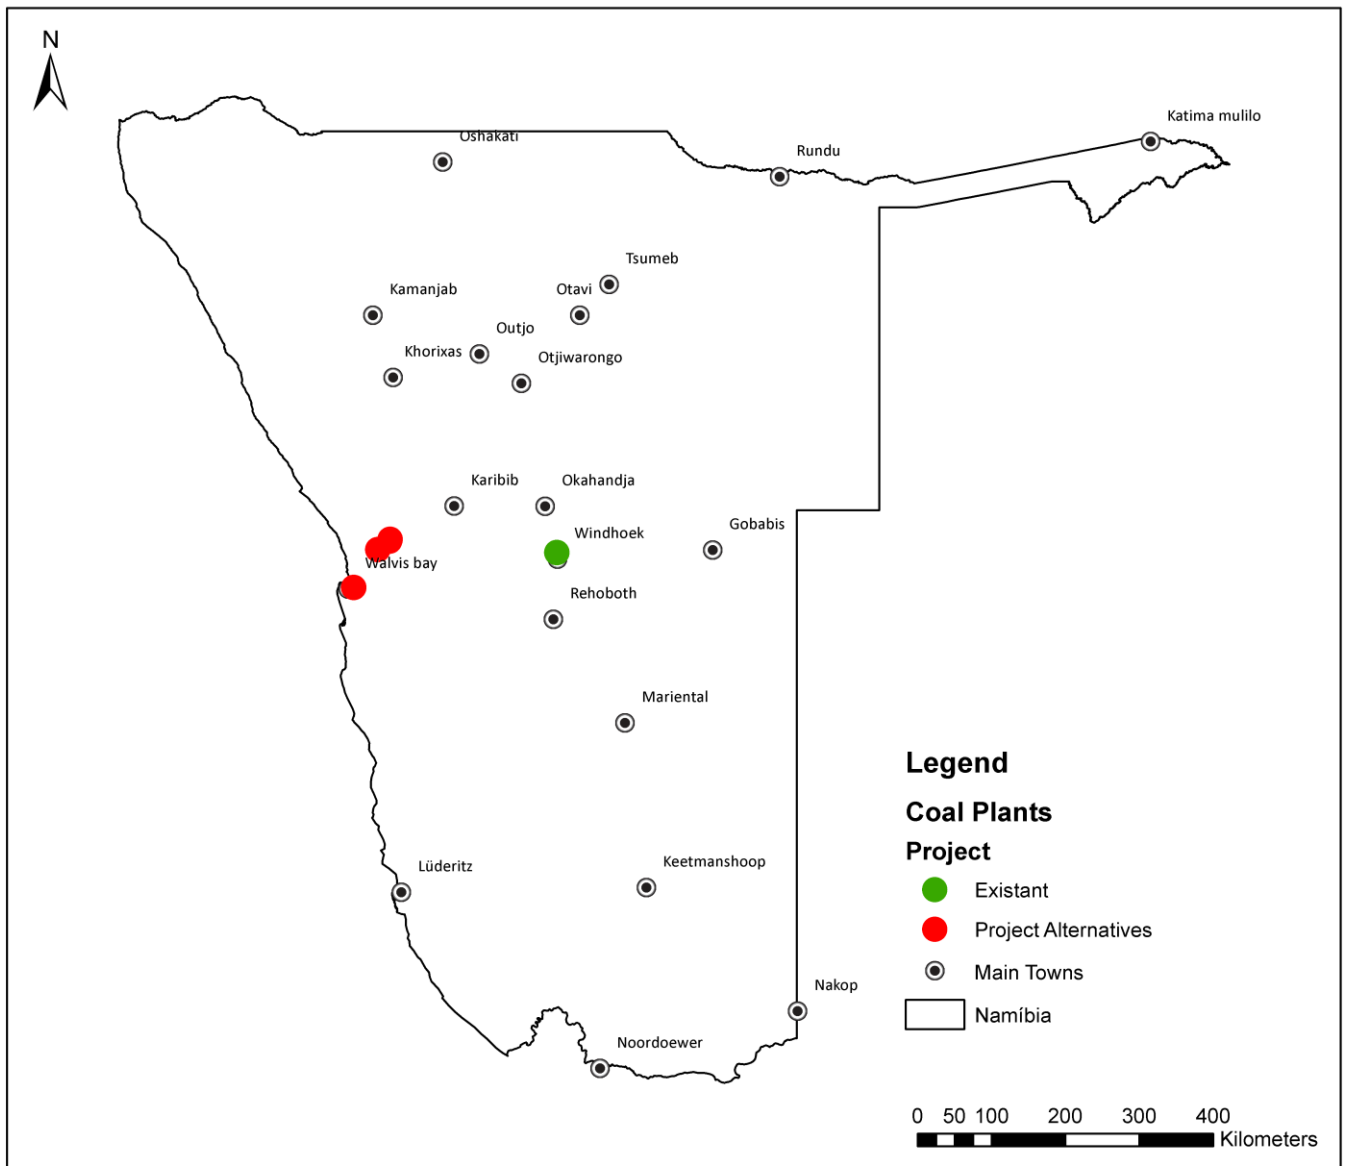 N
Katima mulilo
Oshakati
Rundu
Tsumeb
Kamanjab
Otavi
Outjo
Khorixas
Otjiwarongo
Karibib
Okahandja
Gobabis
Windhoek
Walvis bay
Rehoboth
Mariental
Legend
Coal Plants
Project
Lüderitz
Keetmanshoop
Existant
Project Alternatives
Main Towns
Nakop
Namíbia
Noordoewer
0 50 100 200 300 400
Kilometers